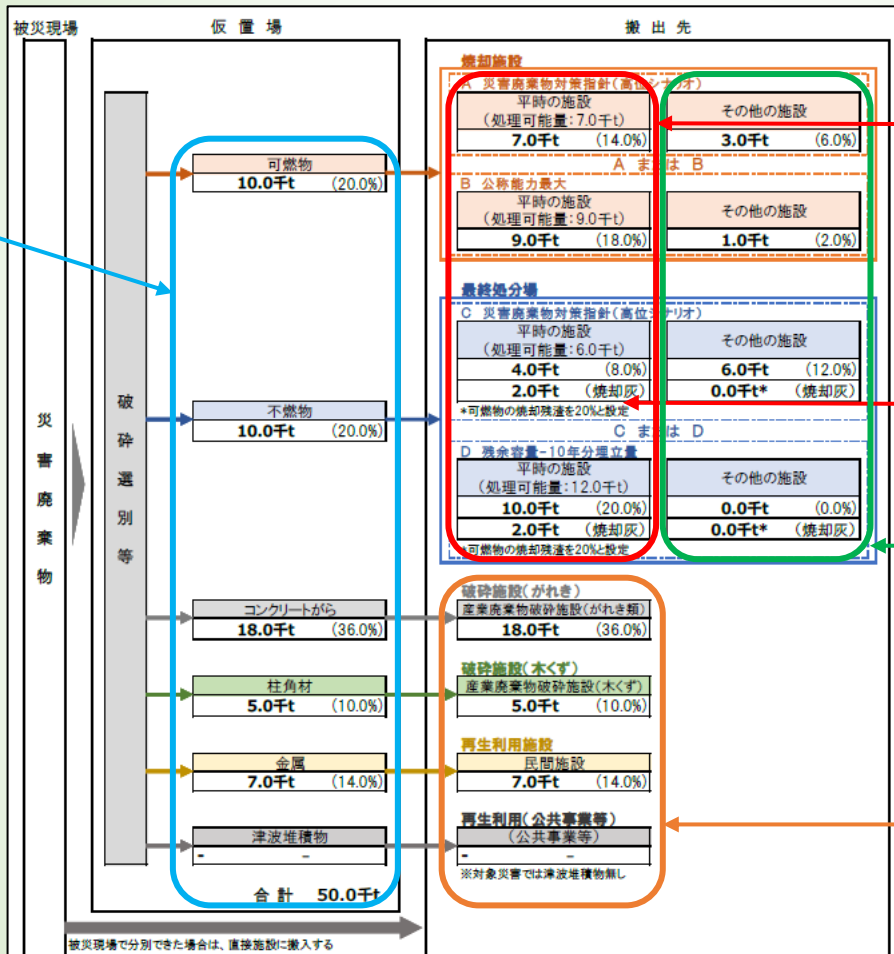 被災現場
仮置場
搬出先
災害廃棄物
破砕選別等
可燃物
10.0千t (20.0%)
不燃物
10.0千t (20.0%)
コンクリートがら
18.0千t (36.0%)
柱角材
5.0千t (10.0%)
金属
7.0千t (14.0%)
津波堆積物
- -
合計 50.0千t
焼却施設
A 災害廃棄物対策指針(高位シナリオ)
平時の施設
(処理可能量:7.0千t)
7.0千t (14.0%)
その他の施設
3.0千t (6.0%)
A または B
B 公称能力最大
平時の施設
(処理可能量:9.0千t)
9.0千t (18.0%)
その他の施設
1.0千t (2.0%)
最終処分場
C 災害廃棄物対策指針(高位シナリオ)
平時の施設
(処理可能量:6.0千t)
4.0千t (8.0%)
2.0千t (焼却灰)
その他の施設
6.0千t (12.0%)
0.0千t* (焼却灰)
*可燃物の焼却残渣を20%と設定
C または D
D 残余容量-10年分埋立量
平時の施設
(処理可能量:12.0千t)
10.0千t (20.0%)
2.0千t (焼却灰)
その他の施設
0.0千t (0.0%)
0.0千t* (焼却灰)
*可燃物の焼却残渣を20%と設定
破砕施設(がれき)
産業廃棄物破砕施設(がれき類)
18.0千t (36.0%)
破砕施設(木くず)
産業廃棄物破砕施設(木くず)
5.0千t (10.0%)
再生利用施設
民間施設
7.0千t (14.0%)
再生利用(公共事業等)
(公共事業等)
- -
※対象災害では津波堆積物無し
被災現場で分別できた場合は、直接施設に搬入する